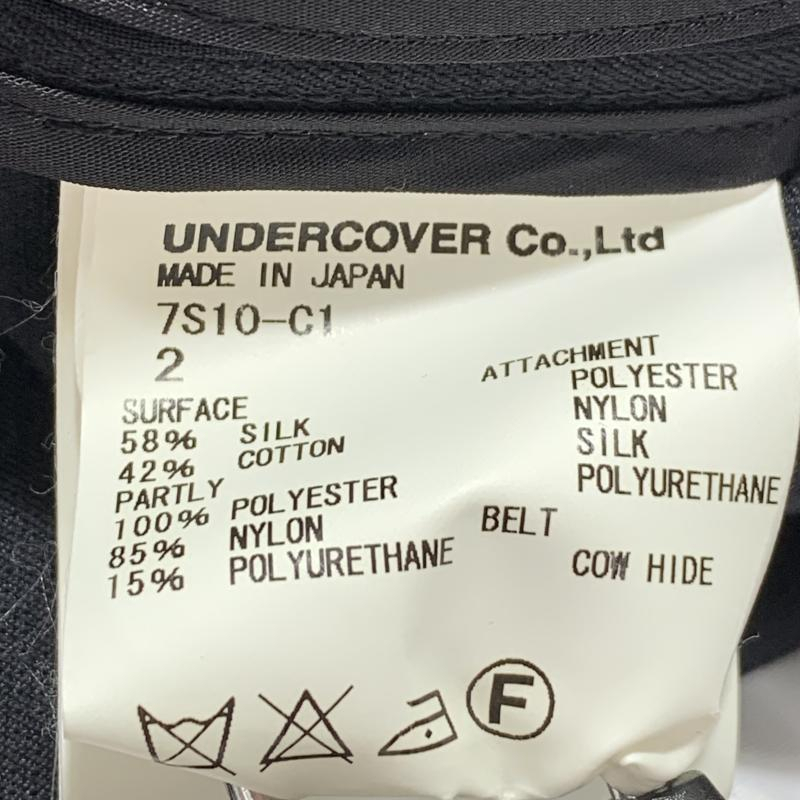 UNDERCOVER Co.,Ltd
MADE IN JAPAN
7S10-C1
2
SURFACE
58% SILK
42% COTTON
PARTLY
100% POLYESTER
85% NYLON
15% POLYURETHANE
ATTACHMENT
POLYESTER
NYLON
SILK
POLYURETHANE
BELT
COW HIDE
F